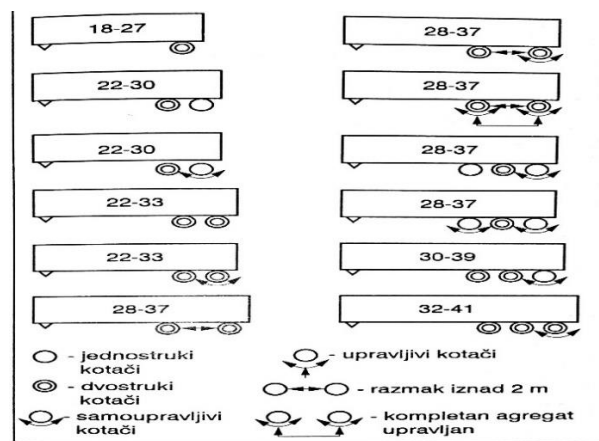 18-27
22-30
22-30
22-33
22-33
28-37
28-37
28-37
28-37
28-37
30-39
32-41
- jednostruki
kotači
- dvostruki
kotači
- samoupravljivi
kotači
- upravljivi kotači
- razmak iznad 2 m
- kompletan agregat
upravljan